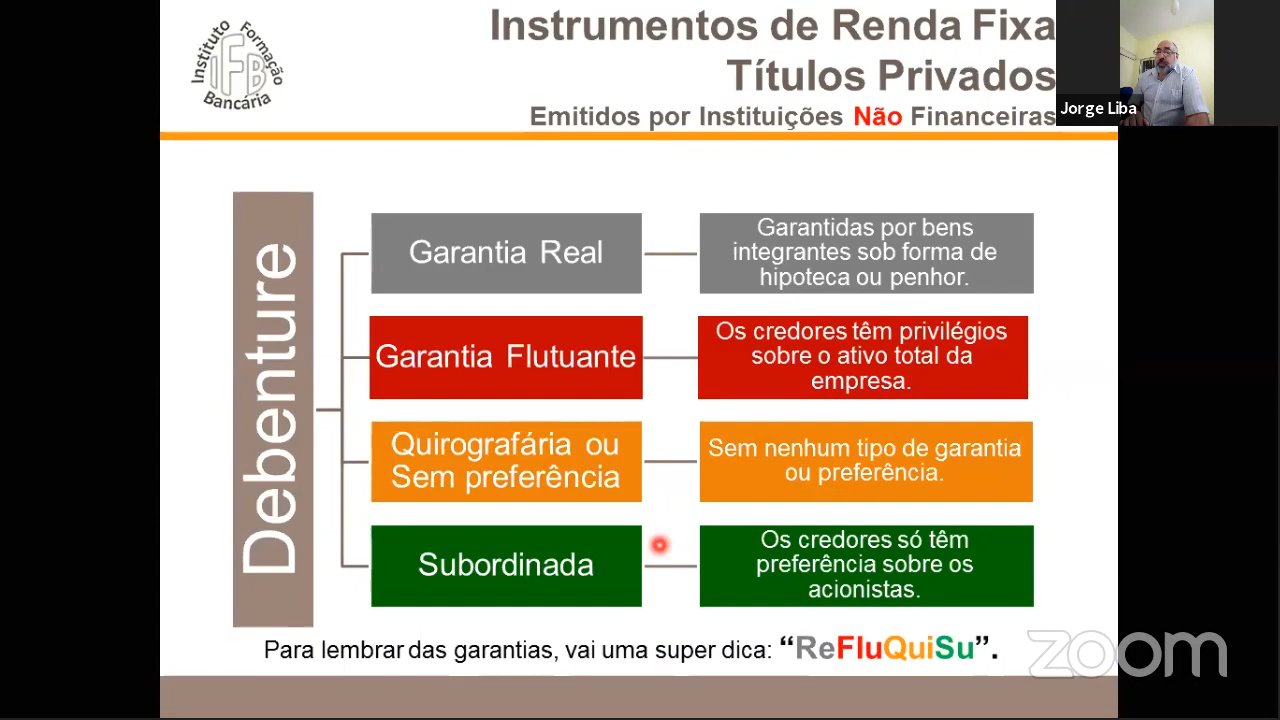 Instituto Formação
IFB
Bancária
Instrumentos de Renda Fixa
Títulos Privados
Emitidos por Instituições Não Financeiras
Jorge Liba
Debenture
Garantia Real
Garantidas por bens
integrantes sob forma de
hipoteca ou penhor.
Garantia Flutuante
Os credores têm privilégios
sobre o ativo total da
empresa.
Quirografária ou
Sem preferência
Sem nenhum tipo de garantia
ou preferência.
Subordinada
Os credores só têm
preferência sobre os
acionistas.
Para lembrar das garantias, vai uma super dica: “ReFluQuiSu”.
zoom